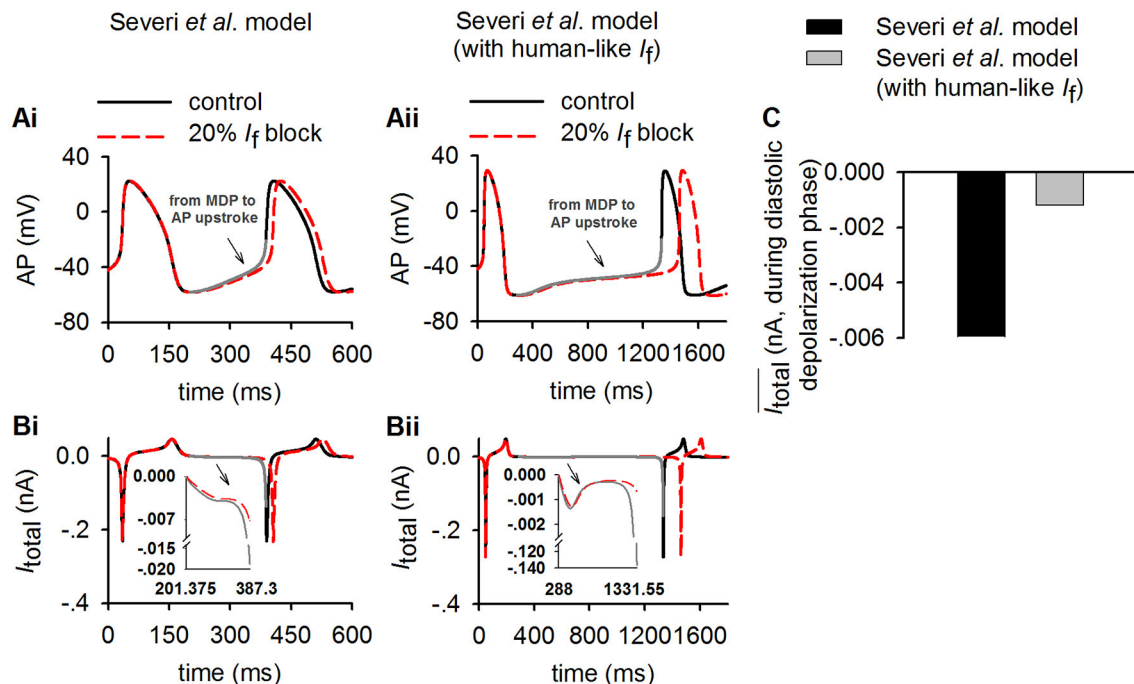 Severi et al. model
Severi et al. model
(with human-like If)
Severi et al. model
Severi et al. model
(with human-like If)
Ai
control
20% If block
Aii
control
20% If block
C
AP (mV)
40
0
-40
-80
from MDP to
AP upstroke
0 150 300 450 600
time (ms)
AP (mV)
40
0
-40
-80
from MDP to
AP upstroke
0 400 800 1200 1600
time (ms)
Itotal (nA, during diastolic
depolarization phase)
0.000
-.002
-.004
-.006
Bi
Itotal (nA)
0.0
-.2
-.4
0.000
-.007
-.015
-.020
201.375 387.3
0 150 300 450 600
time (ms)
Bii
Itotal (nA)
0.0
-.2
-.4
0.000
-.001
-.002
-.120
-.140
288 1331.55
0 400 800 1200 1600
time (ms)